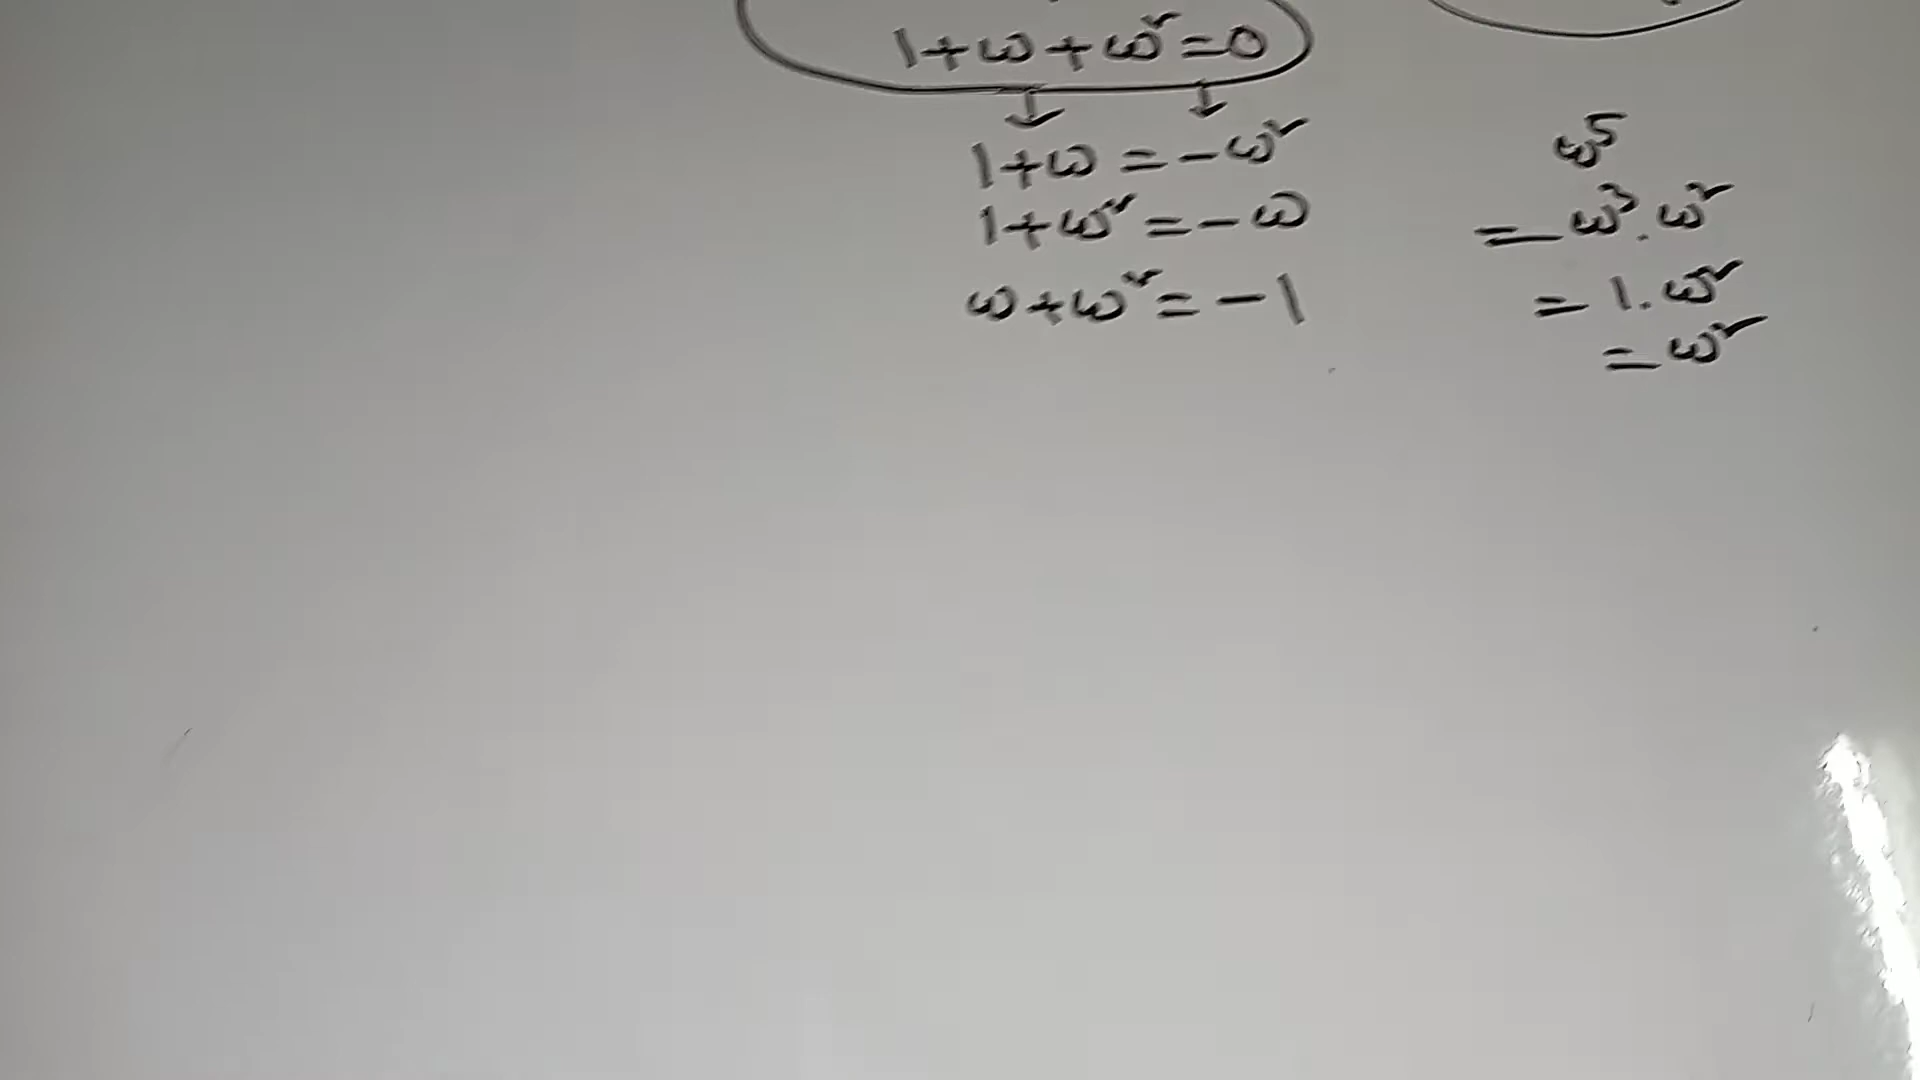 1+ω+ω²=0
1+ω=-ω²
1+ω²=-ω
ω+ω²=-1
ω⁵
=ω³.ω²
=1.ω²
=ω²